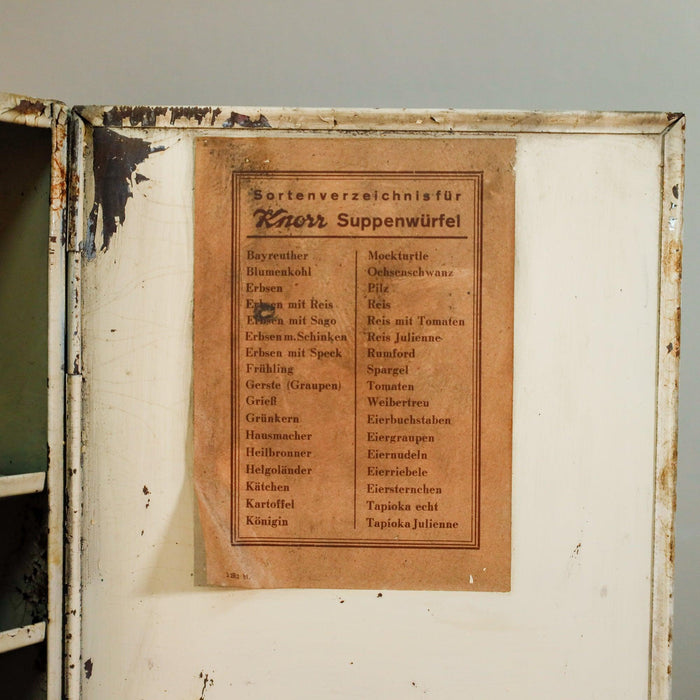 Sortenverzeichnis für
Knorr Suppenwürfel
Bayreuther
Blumenkohl
Erbsen
Erbsen mit Reis
Erbsen mit Sago
Erbsen m. Schinken
Erbsen mit Speck
Frühling
Gerste (Graupen)
Grieß
Grünkern
Hausmacher
Heilbronner
Helgoländer
Kätchen
Kartoffel
Königin
Mockturtle
Ochsenschwanz
Pilz
Reis
Reis mit Tomaten
Reis Julienne
Rumford
Spargel
Tomaten
Weibertreu
Eierbuchstaben
Eiergraupen
Eiernudeln
Eierriebele
Eiersternchen
Tapioka echt
Tapioka Julienne